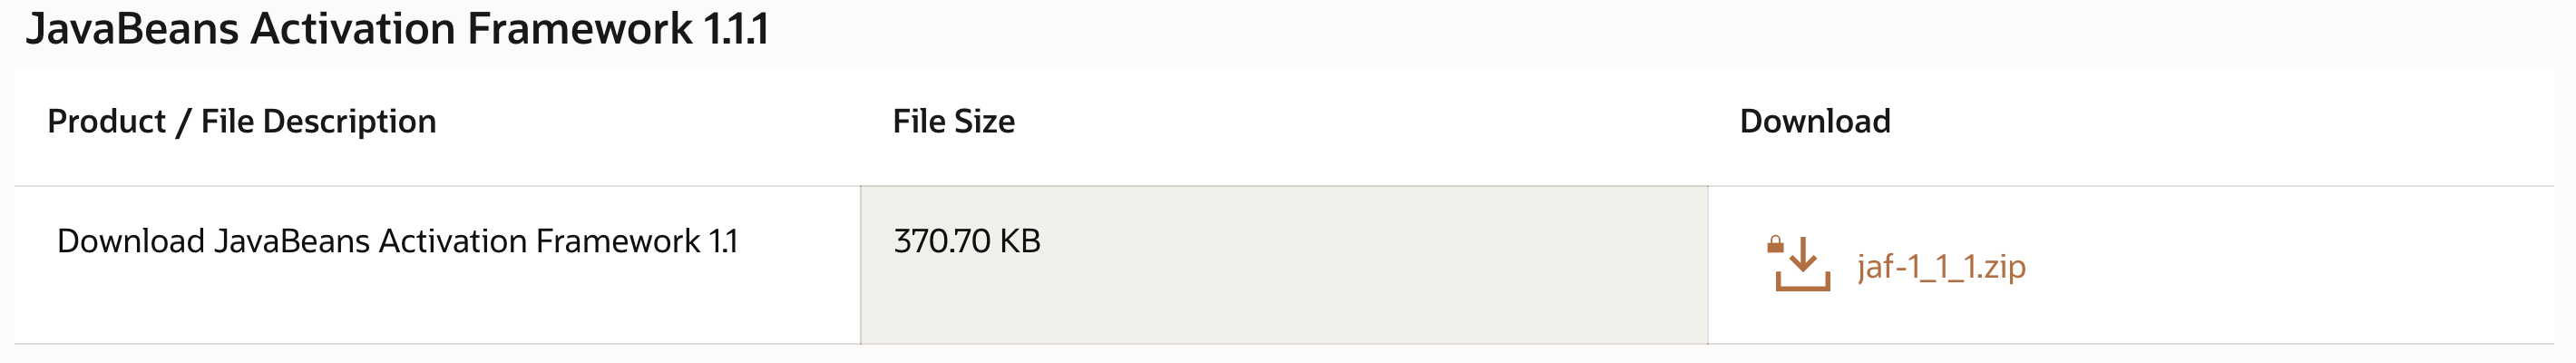 JavaBeans Activation Framework 1.1.1
Product / File Description File Size Download
Download JavaBeans Activation Framework 1.1 370.70 KB jaf-1_1_1.zip